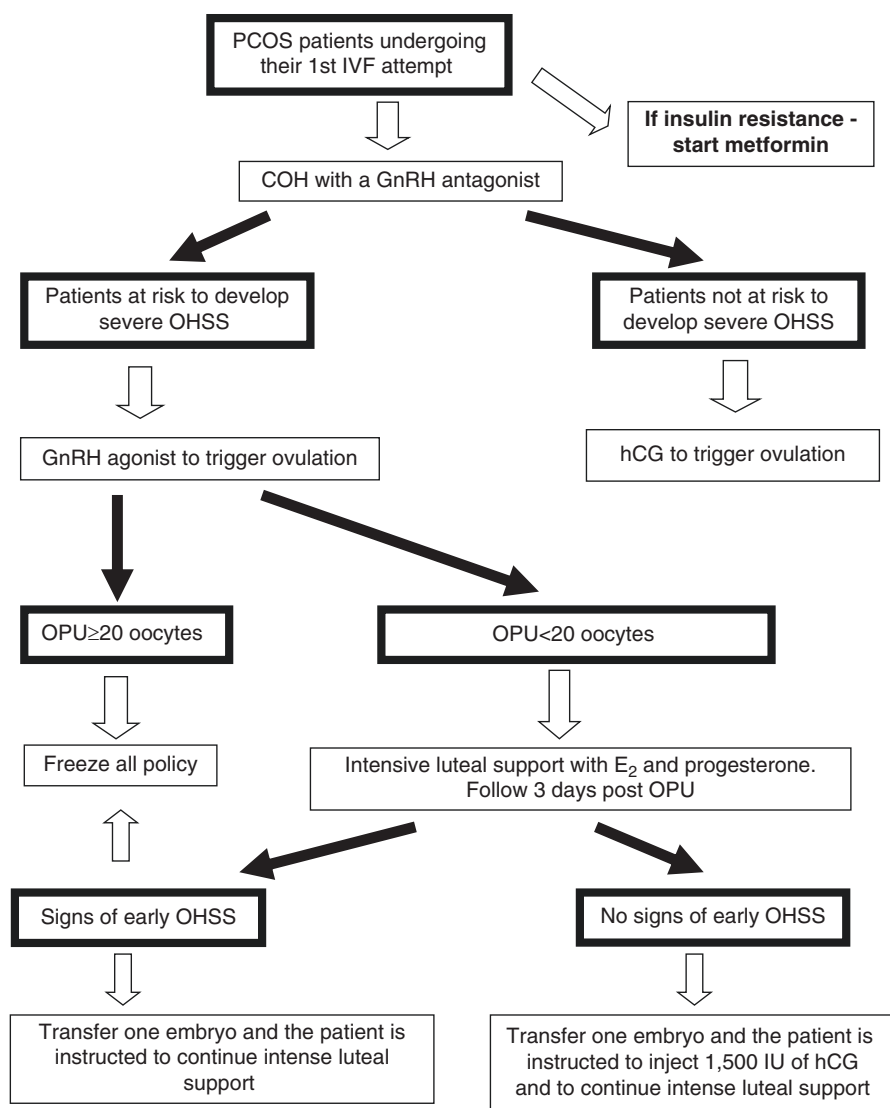 PCOS patients undergoing
their 1st IVF attempt
If insulin resistance -
start metformin
COH with a GnRH antagonist
Patients at risk to develop
severe OHSS
Patients not at risk to
develop severe OHSS
GnRH agonist to trigger ovulation
hCG to trigger ovulation
OPU≥20 oocytes
OPU<20 oocytes
Freeze all policy
Intensive luteal support with E₂ and progesterone.
Follow 3 days post OPU
Signs of early OHSS
No signs of early OHSS
Transfer one embryo and the patient is
instructed to continue intense luteal
support
Transfer one embryo and the patient is
instructed to inject 1,500 IU of hCG
and to continue intense luteal support